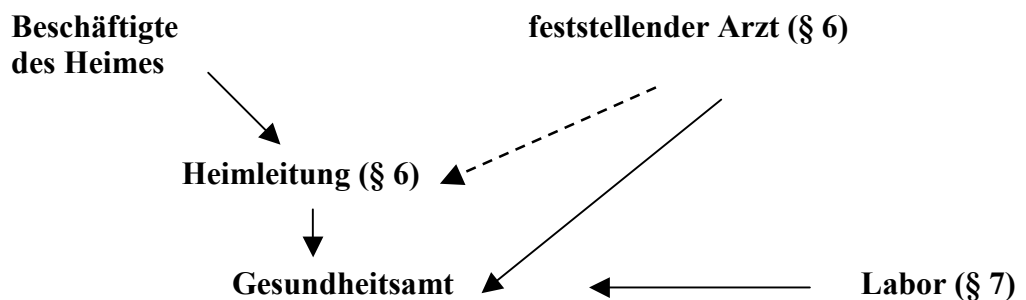 Beschäftigte
des Heimes
feststellender Arzt (§ 6)
Heimleitung (§ 6)
Gesundheitsamt
Labor (§ 7)